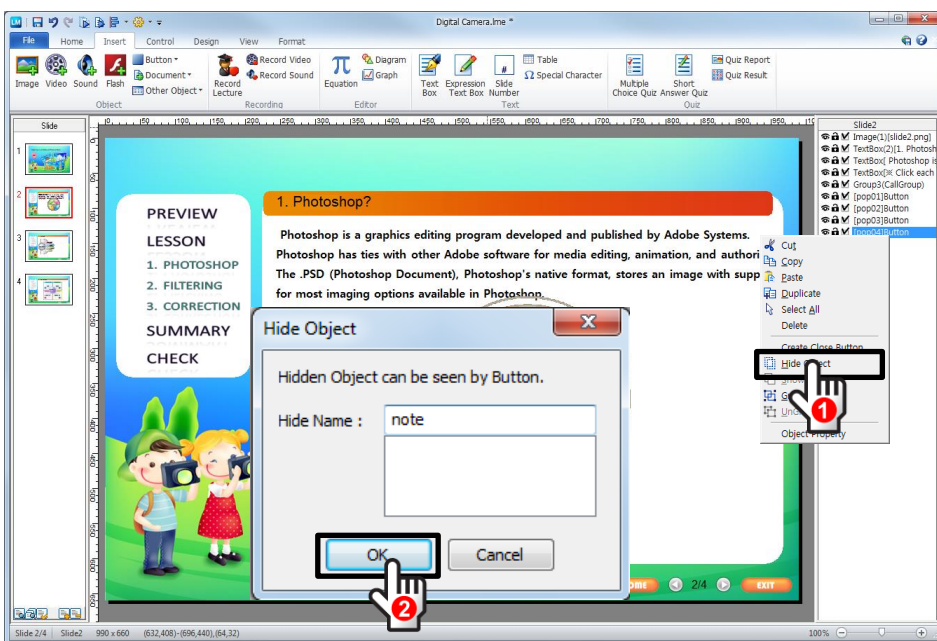 Digital Camera.lme *
File Home Insert Control Design View Format
Image Video Sound Flash
Button
Document
Other Object
Object
Record Lecture
Record Video
Record Sound
Recording
Equation
Diagram
Graph
Editor
Text Box
Expression Text Box
Slide Number
Table
Special Character
Text
Multiple Choice Quiz
Short Answer Quiz
Quiz Report
Quiz Result
Quiz
Slide
1
2
3
4
PREVIEW
LESSON
1. PHOTOSHOP
2. FILTERING
3. CORRECTION
SUMMARY
CHECK
1. Photoshop?
Photoshop is a graphics editing program developed and published by Adobe Systems.
Photoshop has ties with other Adobe software for media editing, animation, and authori
The .PSD (Photoshop Document), Photoshop's native format, stores an image with supp
for most imaging options available in Photoshop.
Hide Object
Hidden Object can be seen by Button.
Hide Name : note
OK Cancel
2
2/4 EXIT
Slide2
Image(1)[slide2.png]
TextBox(2)[1. Photosh
TextBox[ Photoshop is
TextBox[※ Click each
Group3(CallGroup)
[pop01]Button
[pop02]Button
[pop03]Button
[pop04]Button
Cut
Copy
Paste
Duplicate
Select All
Delete
Create Close Button
Hide Object
1
Object Property
Slide 2/4 Slide2 990 x 660 (632,408)-(696,440),(64,32) 100%